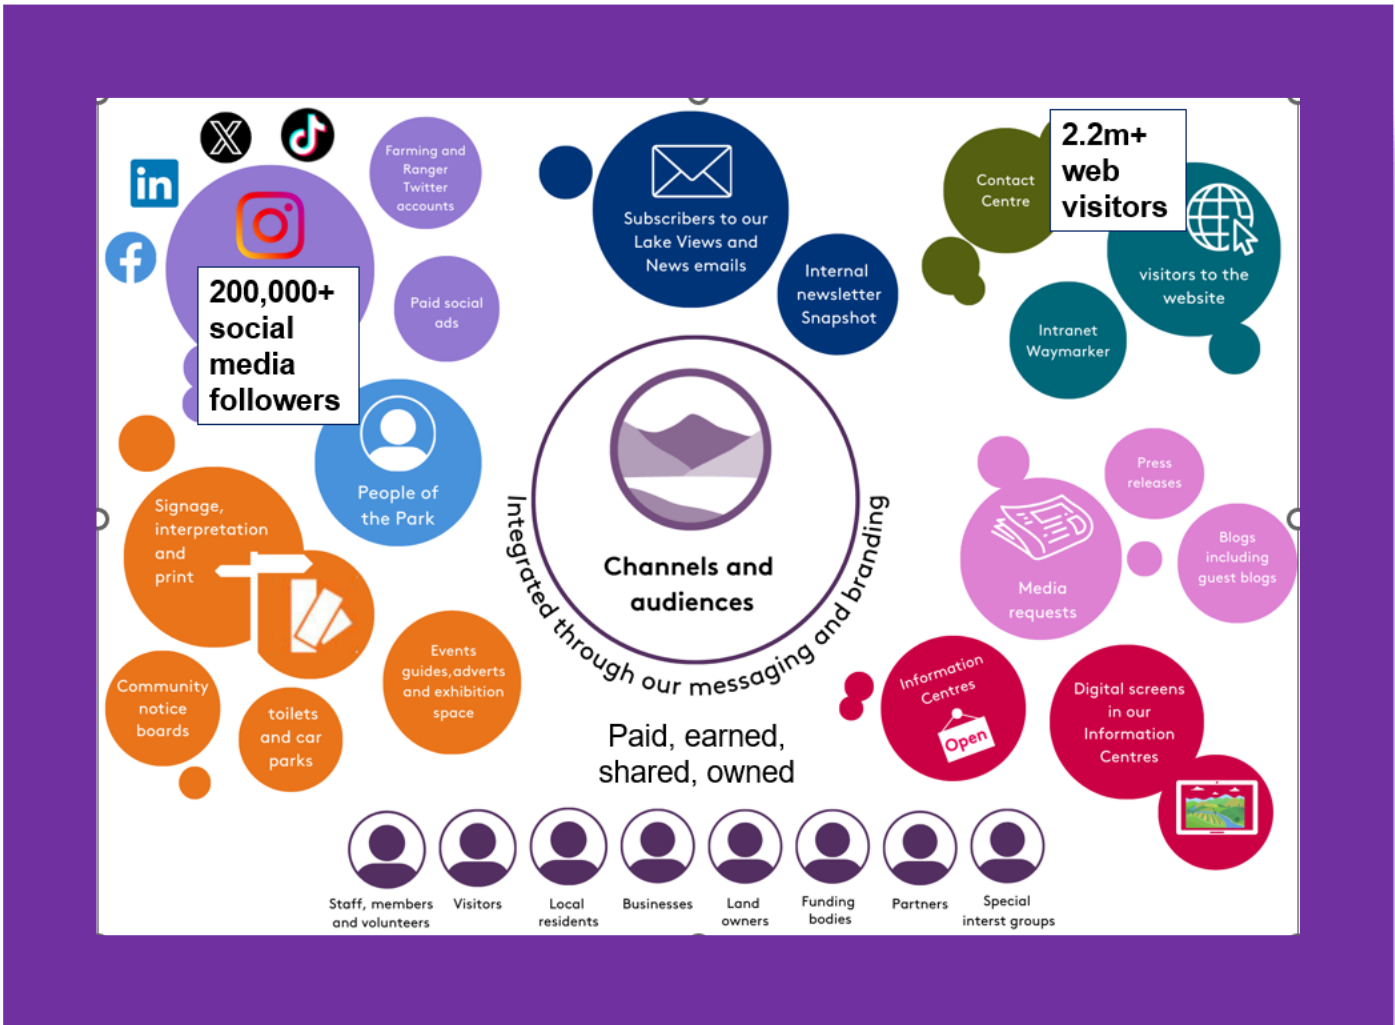 Farming and
Ranger
Twitter
accounts
200,000+
social
media
followers
Paid social
ads
Subscribers to our
Lake Views and
News emails
Internal
newsletter
Snapshot
Contact
Centre
2.2m+
web
visitors
visitors to the
website
Intranet
Waymarker
People of
the Park
Signage,
interpretation
and
print
Community
notice
boards
toilets
and car
parks
Events
guides,adverts
and exhibition
space
Channels and
audiences
Integrated through our messaging and branding
Paid, earned,
shared, owned
Press
releases
Blogs
including
guest blogs
Media
requests
Information
Centres
Open
Digital screens
in our
Information
Centres
Staff, members
and volunteers
Visitors
Local
residents
Businesses
Land
owners
Funding
bodies
Partners
Special
interst groups